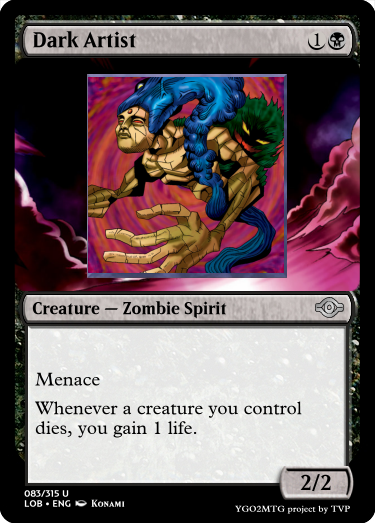 Dark Artist 1
Creature — Zombie Spirit
Menace
Whenever a creature you control
dies, you gain 1 life.
2/2
083/315 U
LOB • ENG Konami
YGO2MTG project by TVP